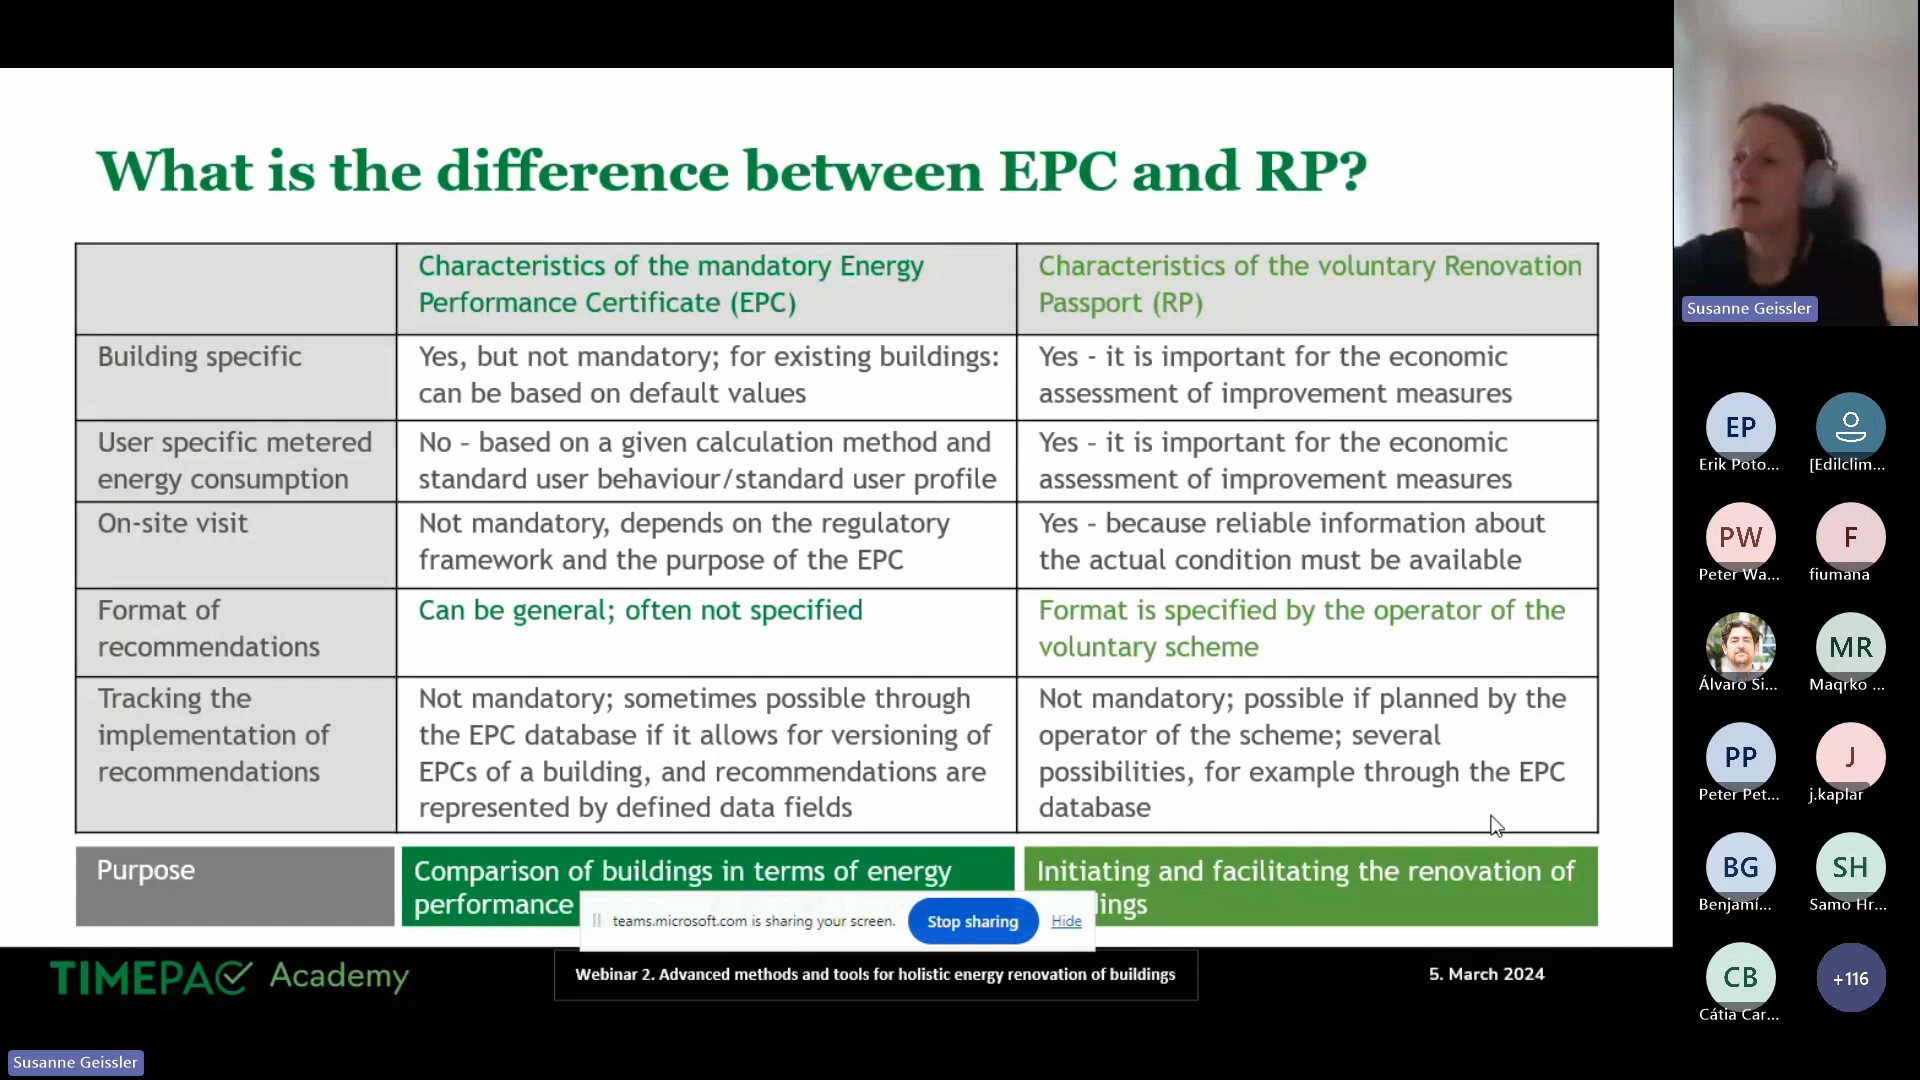 What is the difference between EPC and RP?
Characteristics of the mandatory Energy
Performance Certificate (EPC)
Characteristics of the voluntary Renovation
Passport (RP)
Building specific
Yes, but not mandatory; for existing buildings:
can be based on default values
Yes - it is important for the economic
assessment of improvement measures
User specific metered
energy consumption
No – based on a given calculation method and
standard user behaviour/standard user profile
Yes - it is important for the economic
assessment of improvement measures
On-site visit
Not mandatory, depends on the regulatory
framework and the purpose of the EPC
Yes - because reliable information about
the actual condition must be available
Format of
recommendations
Can be general; often not specified
Format is specified by the operator of the
voluntary scheme
Tracking the
implementation of
recommendations
Not mandatory; sometimes possible through
the EPC database if it allows for versioning of
EPCs of a building, and recommendations are
represented by defined data fields
Not mandatory; possible if planned by the
operator of the scheme; several
possibilities, for example through the EPC
database
Purpose
Comparison of buildings in terms of energy
performance
Initiating and facilitating the renovation of
ings
teams.microsoft.com is sharing your screen.
Stop sharing
Hide
TIMEPAC Academy
Webinar 2. Advanced methods and tools for holistic energy renovation of buildings
5. March 2024
Susanne Geissler
Susanne Geissler
EP
Erik Poto...
[Edilclim...
PW
Peter Wa...
F
fiumana
Álvaro Si...
MR
Maqrko ...
PP
Peter Pet...
J
j.kaplar
BG
Benjamí...
SH
Samo Hr...
CB
Cátia Car...
+116